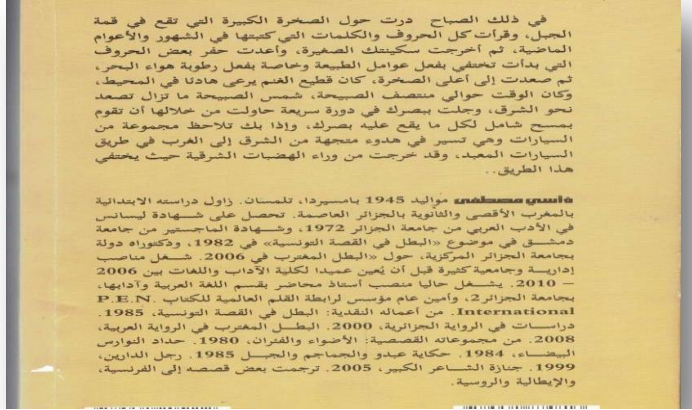 في ذلك الصباح درت حول الصخرة الكبيرة التي تقع في قمة
الجبل، وقرأت كل الحروف والكلمات التي كتبتها في الشهور والأعوام
الماضية، ثم أخرجت سكينتك الصغيرة، وأعدت حفر بعض الحروف
التي بدأت تختفي بفعل عوامل الطبيعة وخاصة بفعل رطوبة هواء البحر،
ثم صعدت إلى أعلى الصخرة، كان قطيع الغنم يرعى هادئا في المحيط،
وكان الوقت حوالي منتصف الصبيحة، شمس الصبيحة ما تزال تصعد
نحو الشرق، وجلت ببصرك في دورة سريعة حاولت من خلالها أن تقوم
بمسح شامل لكل ما يقع عليه بصرك، وإذا بك تلاحظ مجموعة من
السيارات وهي تسير في هدوء متجهة من الشرق إلى الغرب في طريق
السيارات المعبد، وقد خرجت من وراء الهضبات الشرقية حيث يختفي
هذا الطريق..
فاسي مصطفى مواليد 1945 بامسيردا، تلمسان. زاول دراسته الابتدائية
بالمغرب الأقصى والثانوية بالجزائر العاصمة. تحصل على شهادة ليسانس
في الأدب العربي من جامعة الجزائر 1972، وشهادة الماجستير من جامعة
دمشق في موضوع «البطل في القصة التونسية» في 1982، ودكتوراه دولة
بجامعة الجزائر المركزية، حول «البطل المغترب في 2006. شغل مناصب
إدارية وجامعية كثيرة قبل أن يُعين عميدا لكلية الآداب واللغات بين 2006
– 2010. يشغل حاليا منصب أستاذ محاضر بقسم اللغة العربية وآدابها،
بجامعة الجزائر2، وأمين عام مؤسس لرابطة القلم العالمية للكتاب P.E.N.
International. من أعماله النقدية: البطل في القصة التونسية، 1985.
دراسات في الرواية الجزائرية، 2000. البطل المغترب في الرواية العربية،
2008. من مجموعاته القصصية: الأضواء والفئران، 1980. حداد النوارس
البيضاء، 1984. حكاية عبدو والجماجم والجبل 1985. رجل الدارين،
1999. جنازة الشاعر الكبير، 2005. ترجمت بعض قصصه إلى الفرنسية،
والإيطالية والروسية.